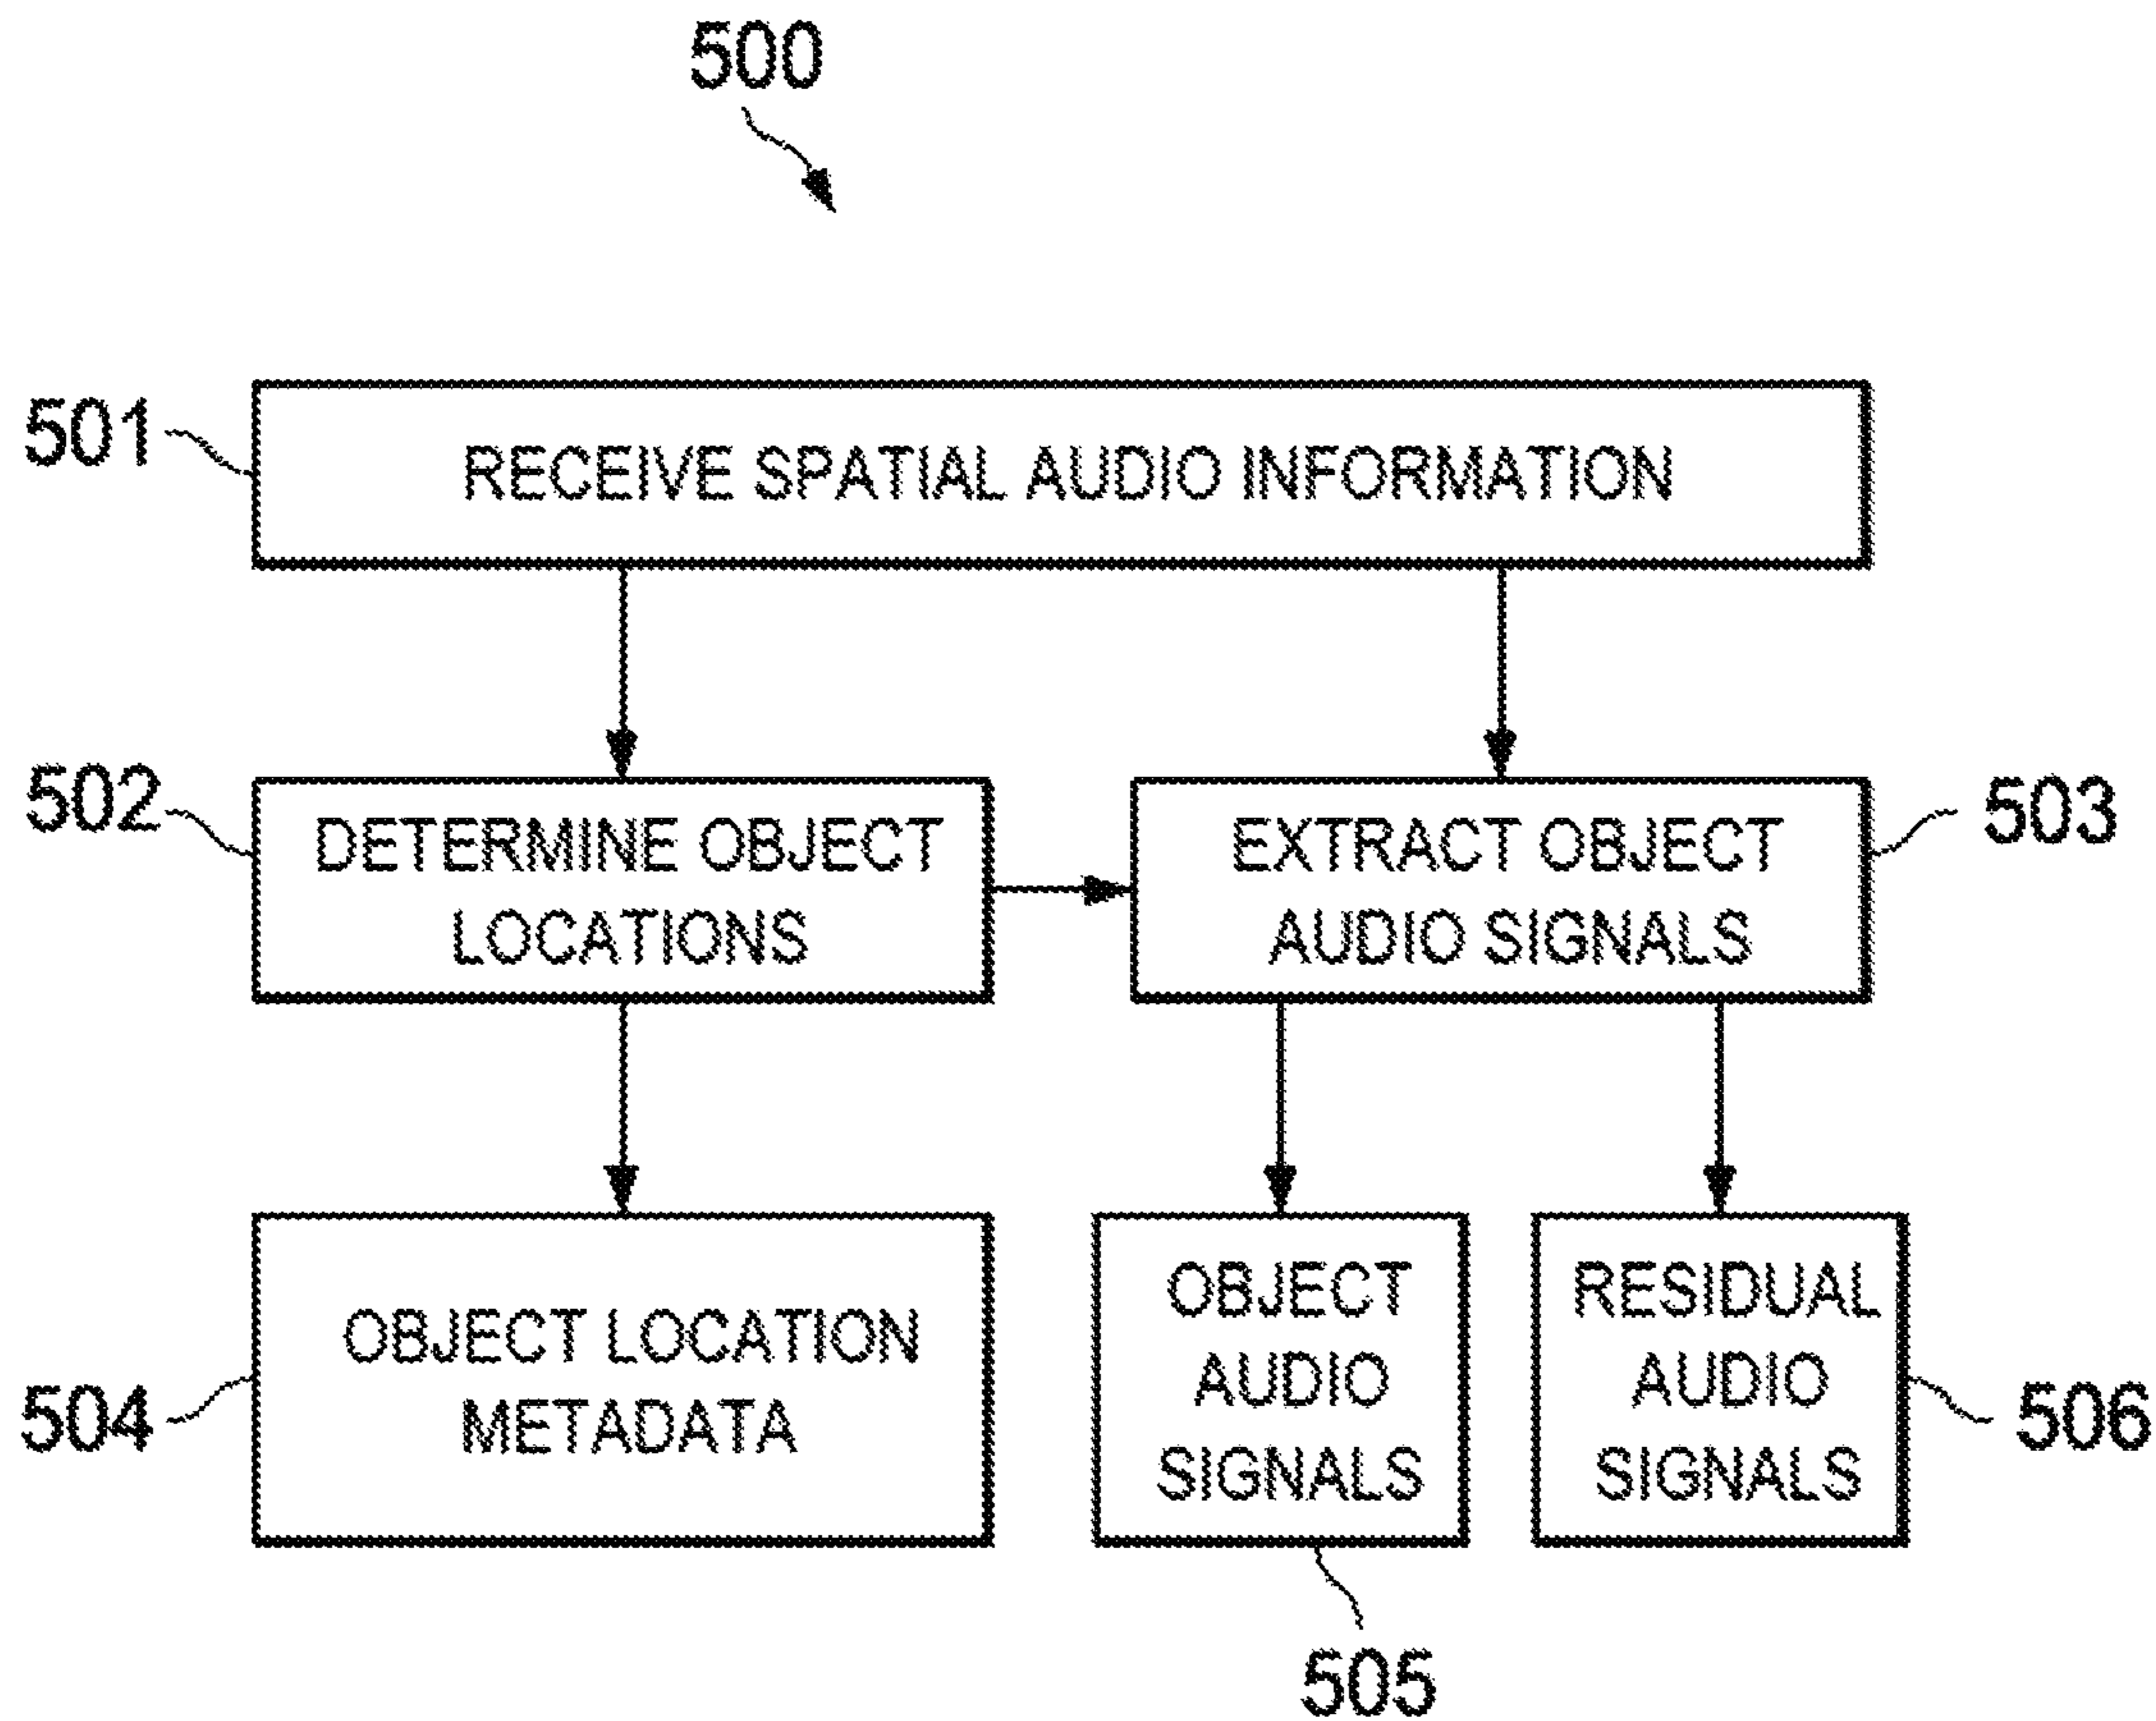 500
501
RECEIVE SPATIAL AUDIO INFORMATION
502
DETERMINE OBJECT
LOCATIONS
EXTRACT OBJECT
AUDIO SIGNALS
503
504
OBJECT LOCATION
METADATA
OBJECT
AUDIO
SIGNALS
RESIDUAL
AUDIO
SIGNALS
506
505